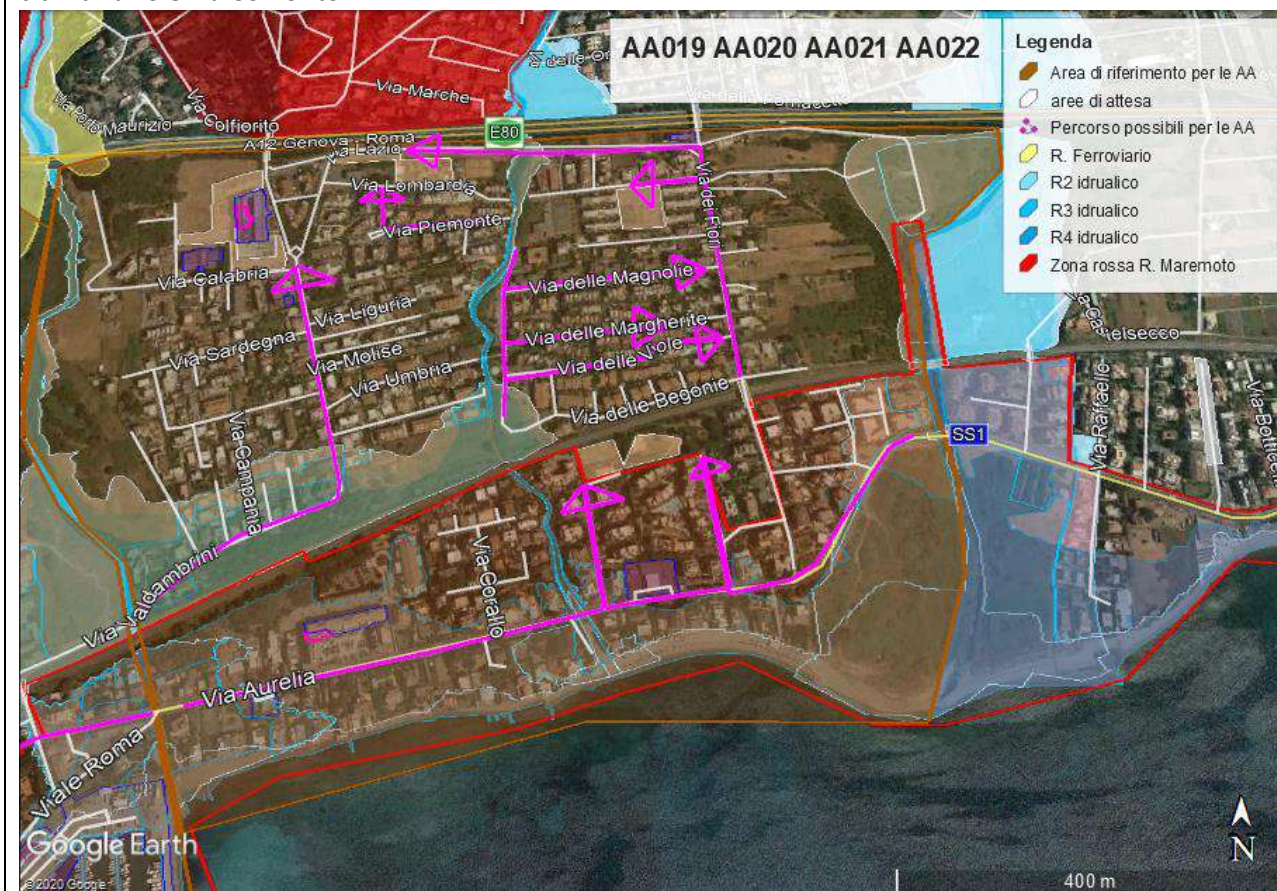 AA019 AA020 AA021 AA022
Legenda
Area di riferimento per le AA
aree di attesa
Percorso possibili per le AA
R. Ferroviario
R2 idrualico
R3 idrualico
R4 idrualico
Zona rossa R. Maremoto
Via Marche
Via Colfiorito
Maurizio
E80
A12 Genova - Roma
Via Lazio
Via Lombardia
Via Piemonte
Via dei Fiori
Via Calabria
Via delle Magnolie
Via Liguria
Via delle Margherite
Via Sardegna
Via Molise
Via delle Viole
Via Umbria
Via delle Begonie
Via Campania
SS1
Via Raffaello
Via Corallo
Via Valdambrini
Via Aurelia
Viale Roma
Google Earth
©2020 Google
N
400 m